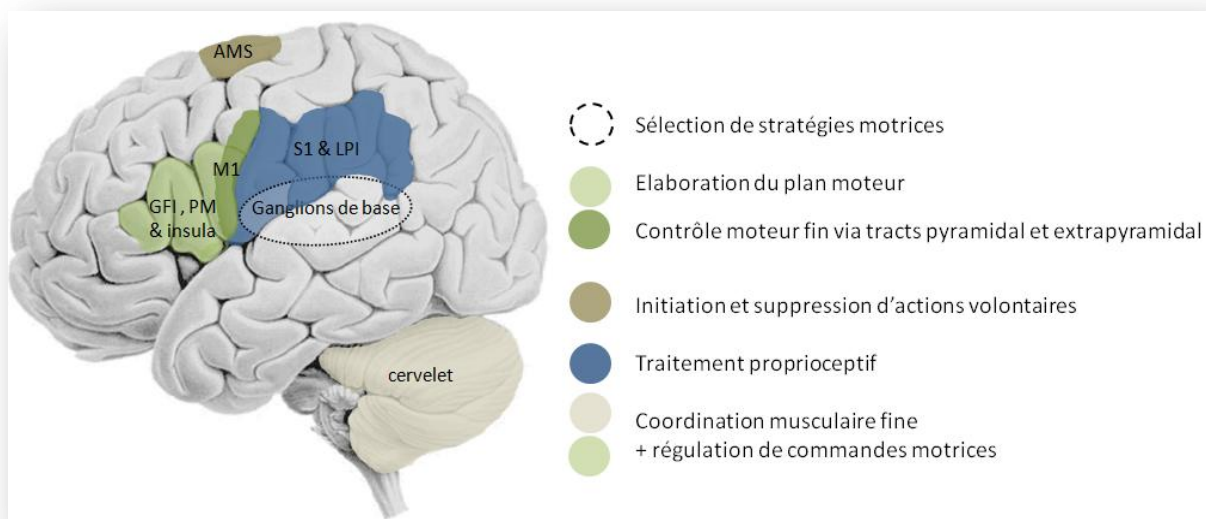 AMS
S1 & LPI
M1
GFI , PM
& insula
Ganglions de base
cervelet
Sélection de stratégies motrices
Elaboration du plan moteur
Contrôle moteur fin via tracts pyramidal et extrapyramidal
Initiation et suppression d’actions volontaires
Traitement proprioceptif
Coordination musculaire fine
+ régulation de commandes motrices